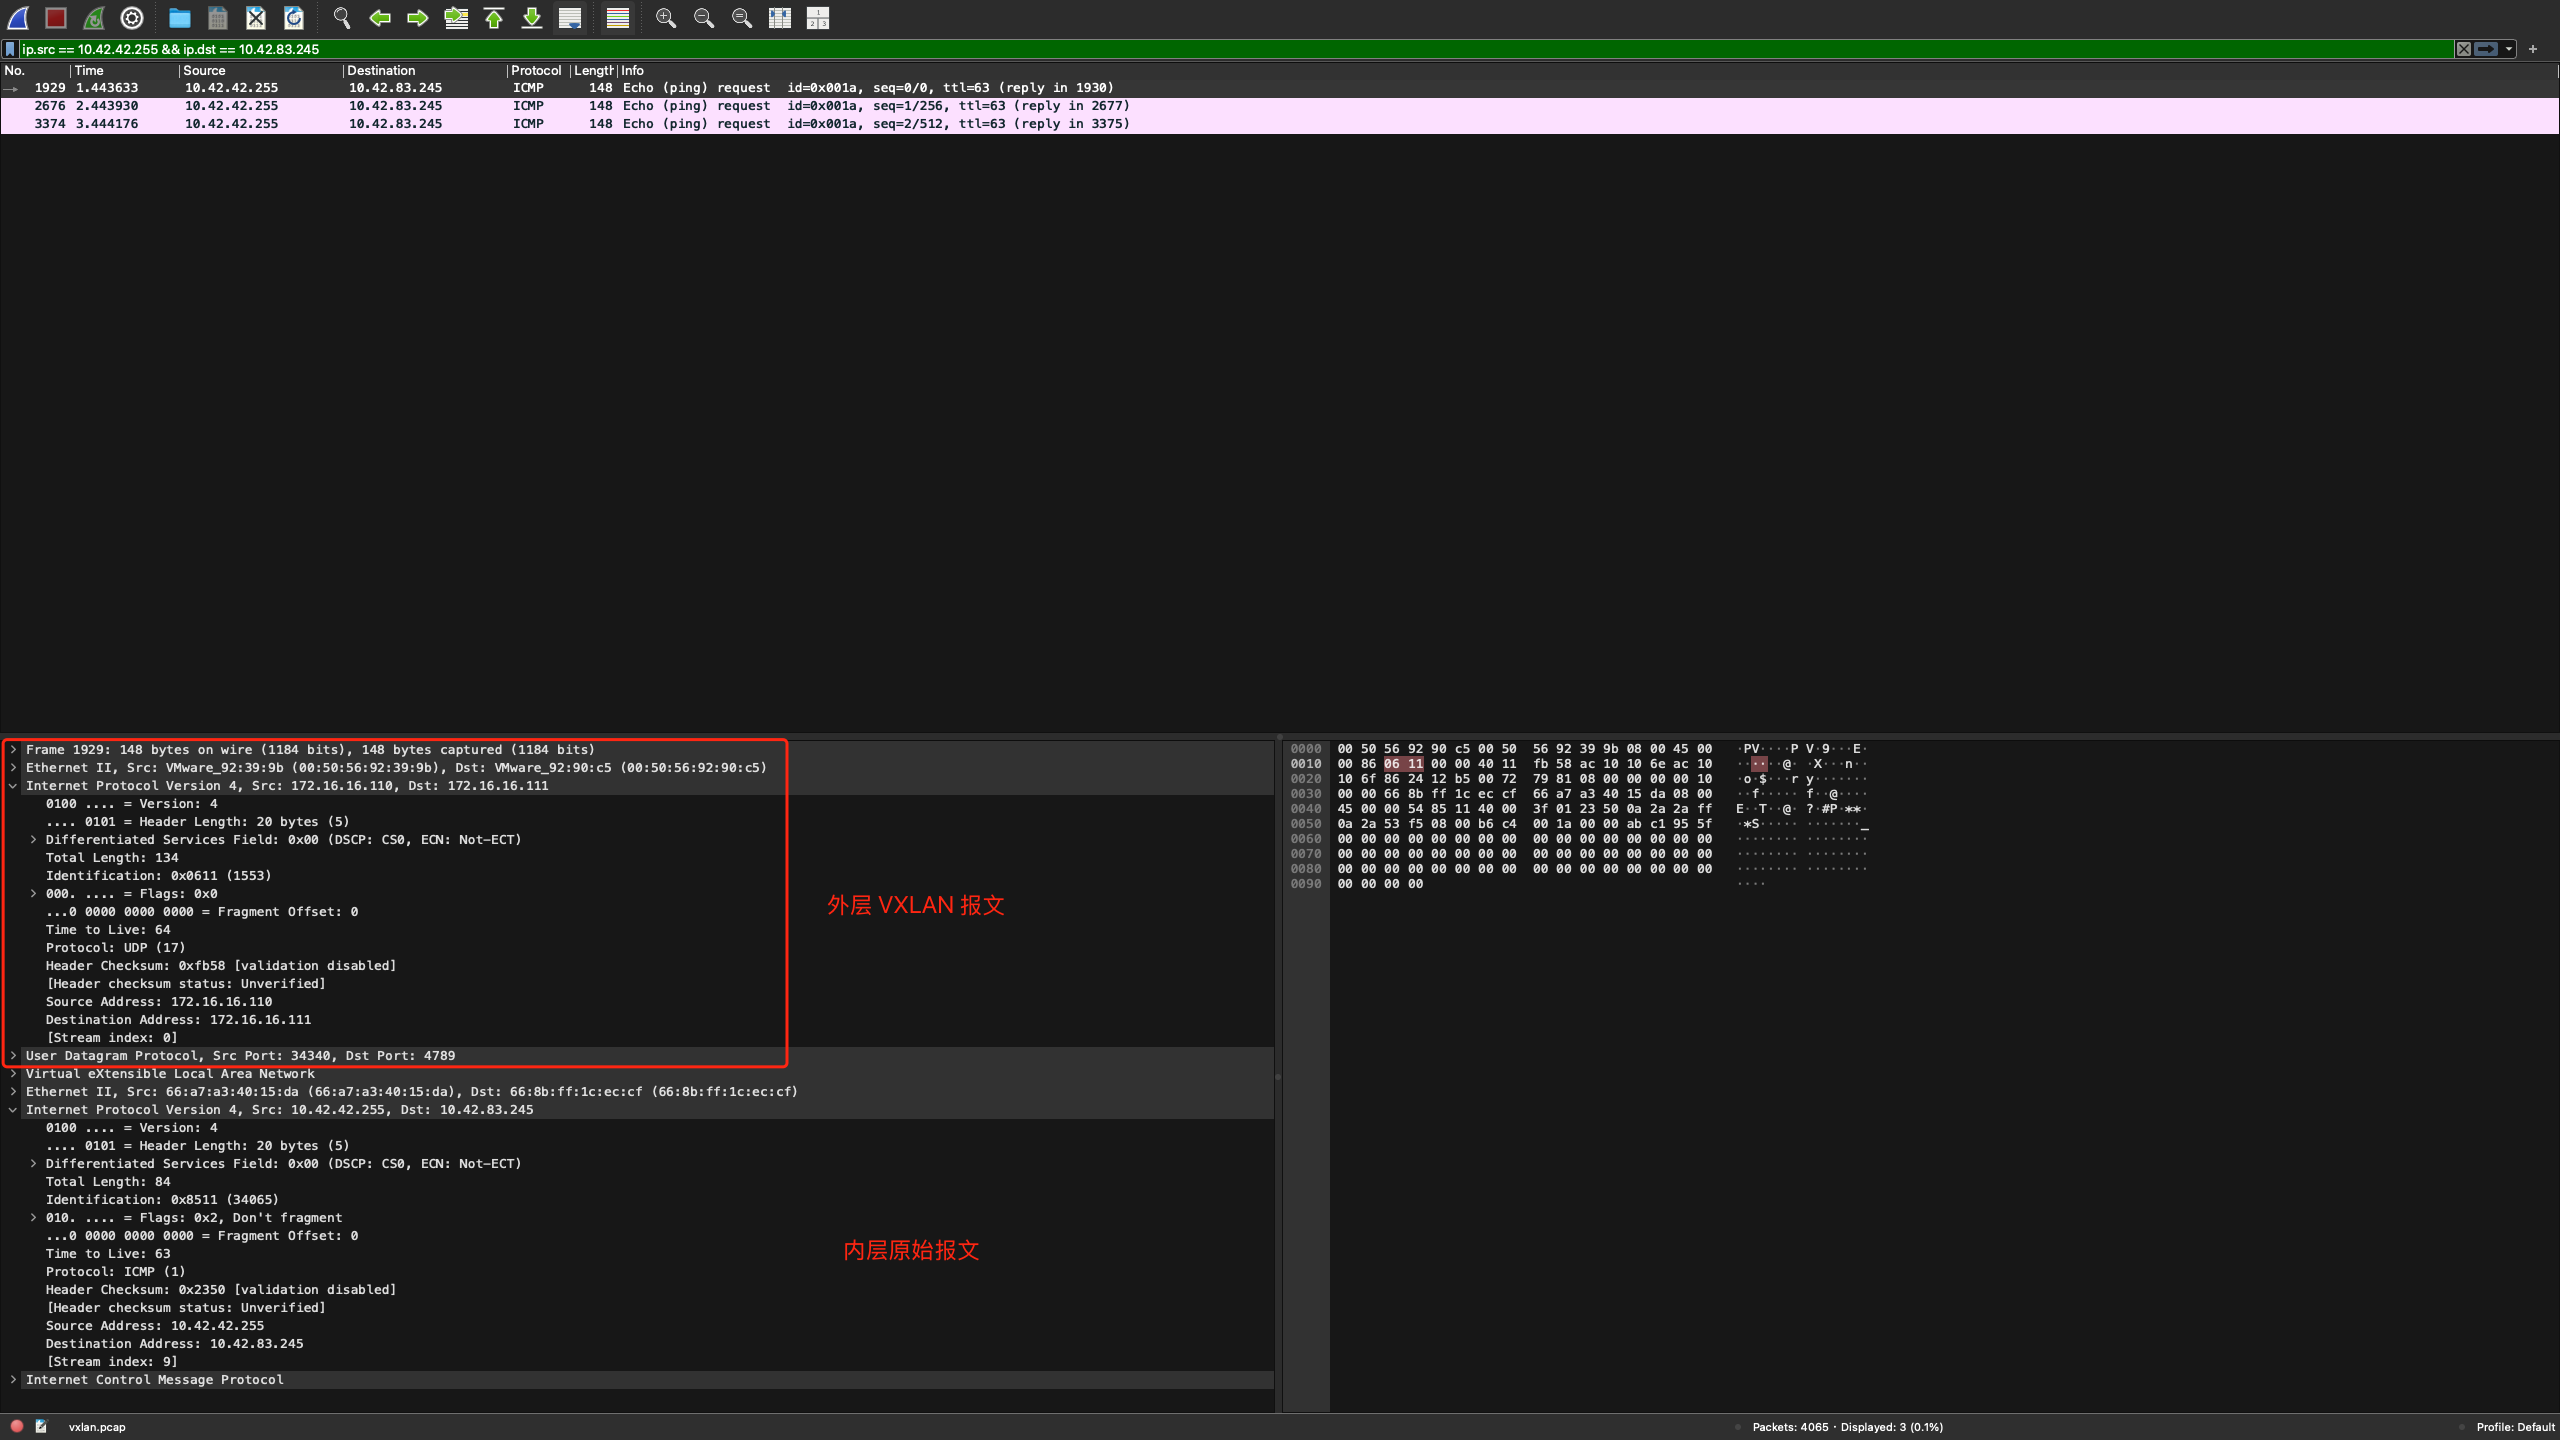 ip.src == 10.42.42.255 && ip.dst == 10.42.83.245
No. Time Source Destination Protocol Length Info
1929 1.443633 10.42.42.255 10.42.83.245 ICMP 148 Echo (ping) request id=0x001a, seq=0/0, ttl=63 (reply in 1930)
2676 2.443930 10.42.42.255 10.42.83.245 ICMP 148 Echo (ping) request id=0x001a, seq=1/256, ttl=63 (reply in 2677)
3374 3.444176 10.42.42.255 10.42.83.245 ICMP 148 Echo (ping) request id=0x001a, seq=2/512, ttl=63 (reply in 3375)
Frame 1929: 148 bytes on wire (1184 bits), 148 bytes captured (1184 bits)
Ethernet II, Src: VMware_92:39:9b (00:50:56:92:39:9b), Dst: VMware_92:90:c5 (00:50:56:92:90:c5)
Internet Protocol Version 4, Src: 172.16.16.110, Dst: 172.16.16.111
0100 .... = Version: 4
.... 0101 = Header Length: 20 bytes (5)
Differentiated Services Field: 0x00 (DSCP: CS0, ECN: Not-ECT)
Total Length: 134
Identification: 0x0611 (1553)
000. .... = Flags: 0x0
...0 0000 0000 0000 = Fragment Offset: 0
Time to Live: 64
Protocol: UDP (17)
Header Checksum: 0xfb58 [validation disabled]
[Header checksum status: Unverified]
Source Address: 172.16.16.110
Destination Address: 172.16.16.111
[Stream index: 0]
User Datagram Protocol, Src Port: 34340, Dst Port: 4789
外层 VXLAN 报文
Virtual eXtensible Local Area Network
Ethernet II, Src: 66:a7:a3:40:15:da (66:a7:a3:40:15:da), Dst: 66:8b:ff:1c:ec:cf (66:8b:ff:1c:ec:cf)
Internet Protocol Version 4, Src: 10.42.42.255, Dst: 10.42.83.245
0100 .... = Version: 4
.... 0101 = Header Length: 20 bytes (5)
Differentiated Services Field: 0x00 (DSCP: CS0, ECN: Not-ECT)
Total Length: 84
Identification: 0x8511 (34065)
010. .... = Flags: 0x2, Don't fragment
...0 0000 0000 0000 = Fragment Offset: 0
Time to Live: 63
Protocol: ICMP (1)
Header Checksum: 0x2350 [validation disabled]
[Header checksum status: Unverified]
Source Address: 10.42.42.255
Destination Address: 10.42.83.245
[Stream index: 9]
Internet Control Message Protocol
内层原始报文
0000 00 50 56 92 90 c5 00 50 56 92 39 9b 08 00 45 00 ·PV····P V·9···E·
0010 00 86 06 11 00 00 40 11 fb 58 ac 10 10 6e ac 10 ······@· ·X···n··
0020 10 6f 86 24 12 b5 00 72 79 81 08 00 00 00 00 10 ·o·$···r y·······
0030 00 00 66 8b ff 1c ec cf 66 a7 a3 40 15 da 08 00 ··f····· f··@····
0040 45 00 00 54 85 11 40 00 3f 01 23 50 0a 2a 2a ff E··T··@· ?·#P·**·
0050 0a 2a 53 f5 08 00 b6 c4 00 1a 00 00 ab c1 95 5f ·*S····· ·······_
0060 00 00 00 00 00 00 00 00 00 00 00 00 00 00 00 00 ········ ········
0070 00 00 00 00 00 00 00 00 00 00 00 00 00 00 00 00 ········ ········
0080 00 00 00 00 00 00 00 00 00 00 00 00 00 00 00 00 ········ ········
0090 00 00 00 00 ····
vxlan.pcap
Packets: 4065 · Displayed: 3 (0.1%)
Profile: Default